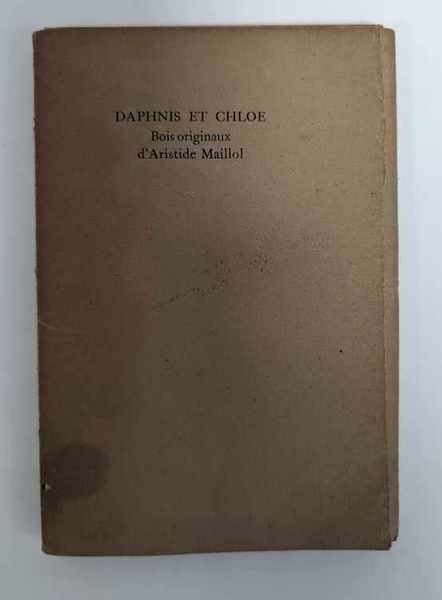 DAPHNIS ET CHLOE
Bois originaux
d'Aristide Maillol